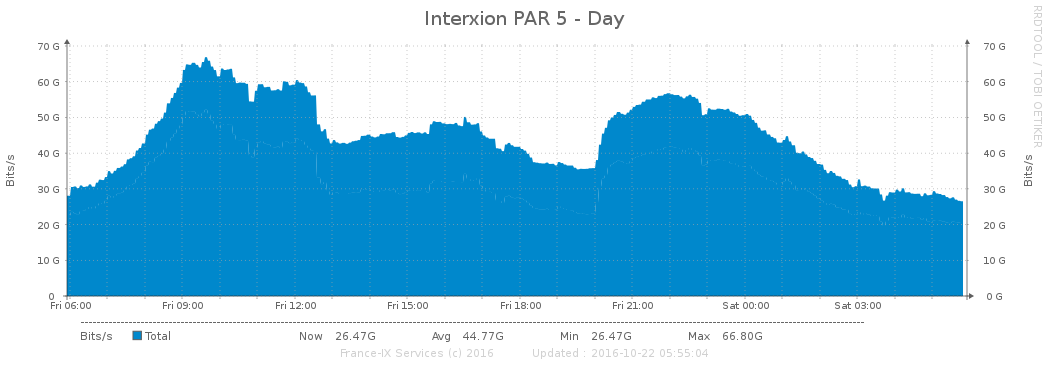 Interxion PAR 5 - Day
RRDTOOL / TOBI OETIKER
70 G 70 G
60 G 60 G
50 G 50 G
40 G 40 G
30 G 30 G
20 G 20 G
10 G 10 G
0 0 G
Bits/s
Bits/s
Fri 06:00 Fri 09:00 Fri 12:00 Fri 15:00 Fri 18:00 Fri 21:00 Sat 00:00 Sat 03:00
Bits/s Total Now 26.47G Avg 44.77G Min 26.47G Max 66.80G
France-IX Services (c) 2016 Updated : 2016-10-22 05:55:04